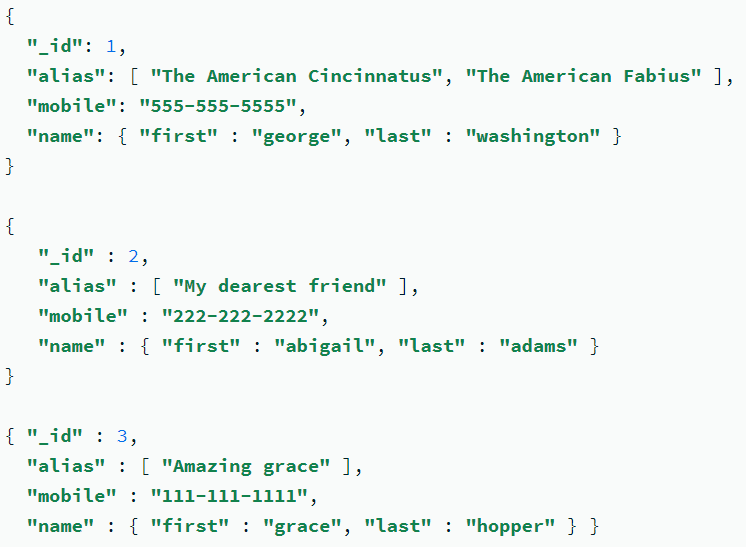 {
  "_id": 1,
  "alias": [ "The American Cincinnatus", "The American Fabius" ],
  "mobile": "555-555-5555",
  "name": { "first" : "george", "last" : "washington" }
}

{
   "_id" : 2,
   "alias" : [ "My dearest friend" ],
   "mobile" : "222-222-2222",
   "name" : { "first" : "abigail", "last" : "adams" }
}

{ "_id" : 3,
  "alias" : [ "Amazing grace" ],
  "mobile" : "111-111-1111",
  "name" : { "first" : "grace", "last" : "hopper" } }